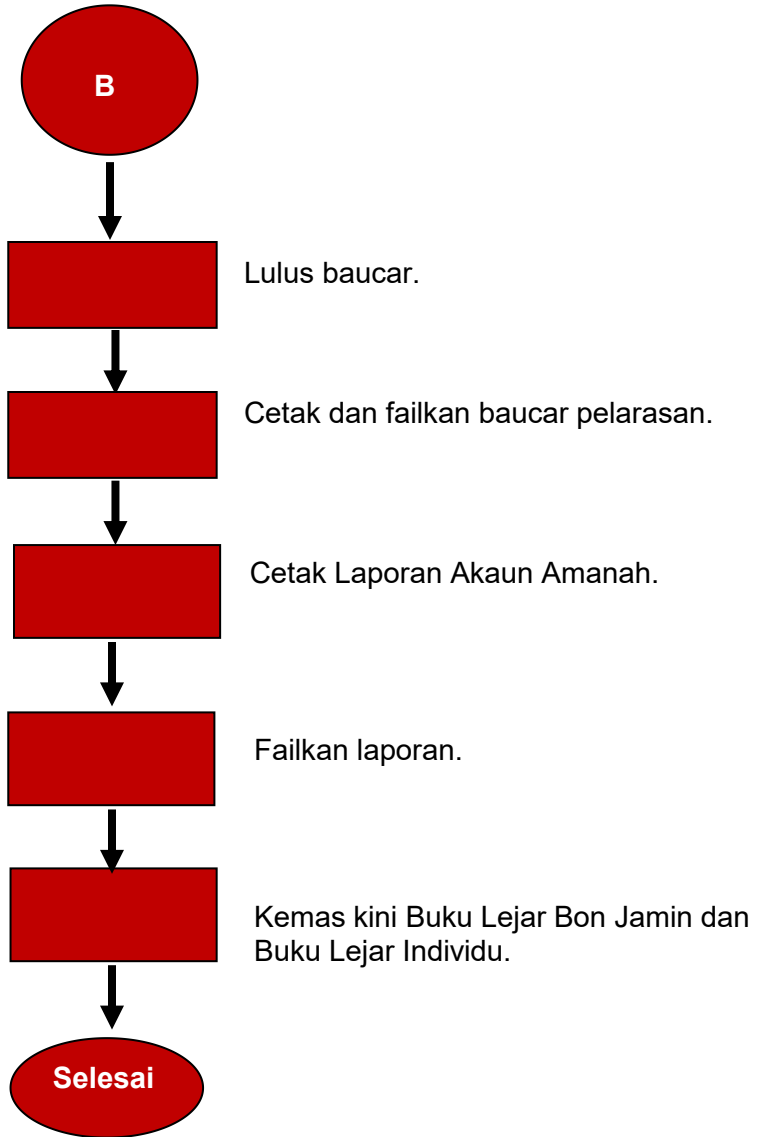 B
Lulus baucar.
Cetak dan failkan baucar pelarasan.
Cetak Laporan Akaun Amanah.
Failkan laporan.
Kemas kini Buku Lejar Bon Jamin dan
Buku Lejar Individu.
Selesai